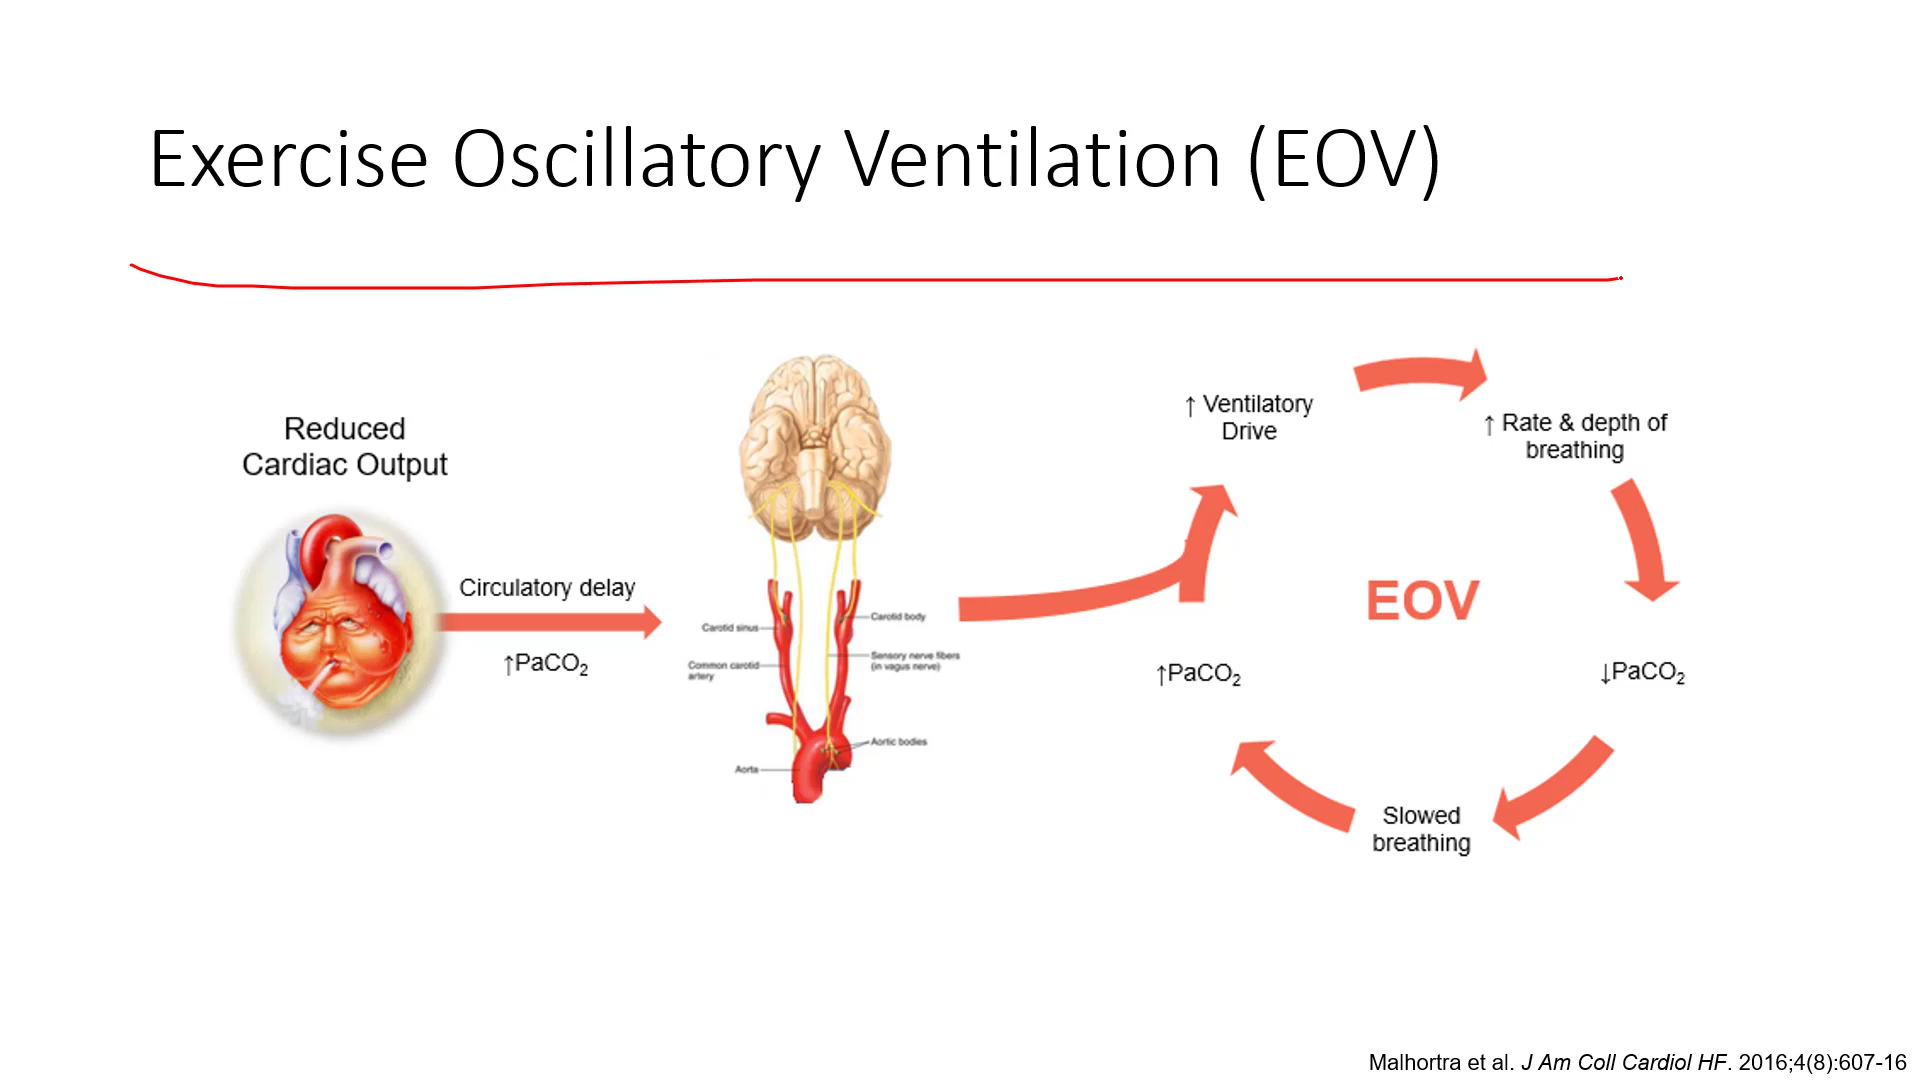 Exercise Oscillatory Ventilation (EOV)
Reduced
Cardiac Output
Circulatory delay
↑PaCO₂
Carotid sinus
Common carotid
artery
Aorta
Carotid body
Sensory nerve fibers
(in vagus nerve)
Aortic bodies
↑ Ventilatory
Drive
↑ Rate & depth of
breathing
EOV
↑PaCO₂
↓PaCO₂
Slowed
breathing
Malhortra et al. J Am Coll Cardiol HF. 2016;4(8):607-16